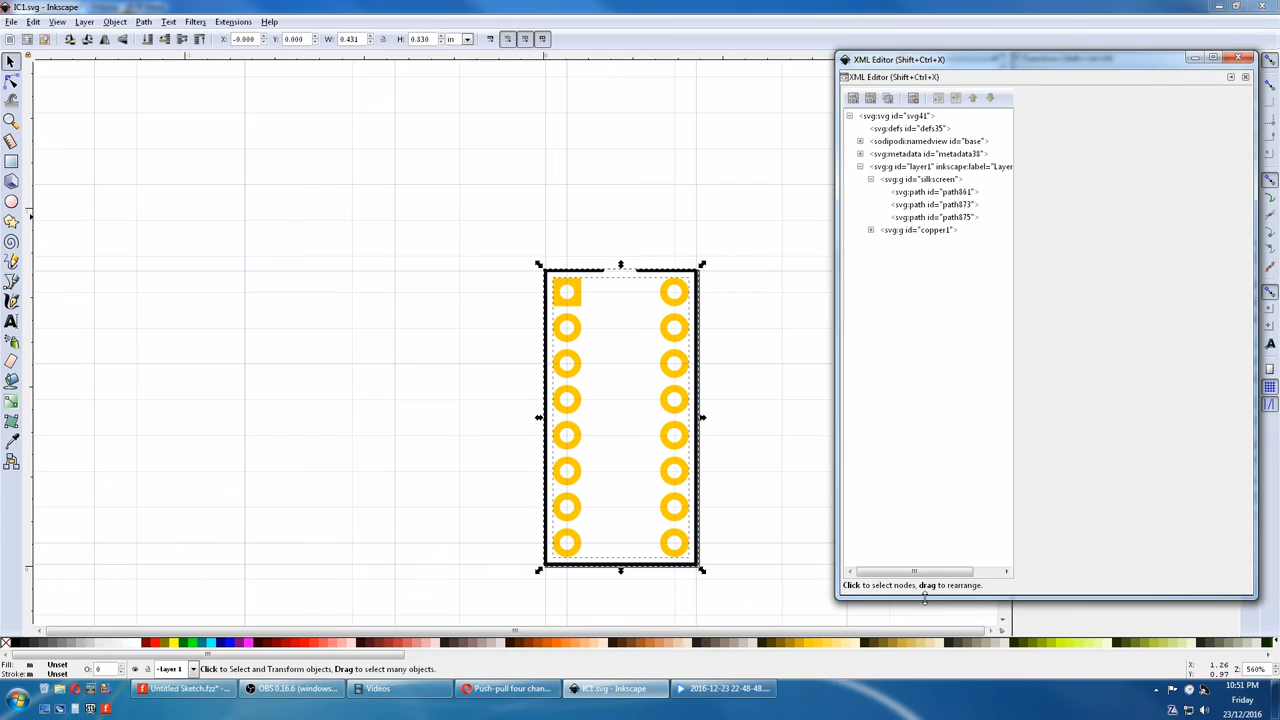 IC1.svg - Inkscape
File Edit View Layer Object Path Text Filters Extensions Help
X: -0.000 Y: 0.000 W: 0.431 H: 0.830 in
XML Editor (Shift+Ctrl+X)
XML Editor (Shift+Ctrl+X)
<svg:svg id="svg41">
<svg:defs id="defs35">
<sodipodi:namedview id="base">
<svg:metadata id="metadata38">
<svg:g id="layer1" inkscape:label="Layer
<svg:g id="silkscreen">
<svg:path id="path861">
<svg:path id="path873">
<svg:path id="path875">
<svg:g id="copper1">
Click to select nodes, drag to rearrange.
Fill: m Unset
Stroke: m Unset
O: 0
-Layer 1
Click to Select and Transform objects, Drag to select many objects.
X: 1.26
Y: 0.97
Z: 560%
Untitled Sketch.fzz* -...
OBS 0.16.6 (windows...
Videos
Push-pull four chan...
IC1.svg - Inkscape
2016-12-23 22-48-48....
10:51 PM
Friday
23/12/2016